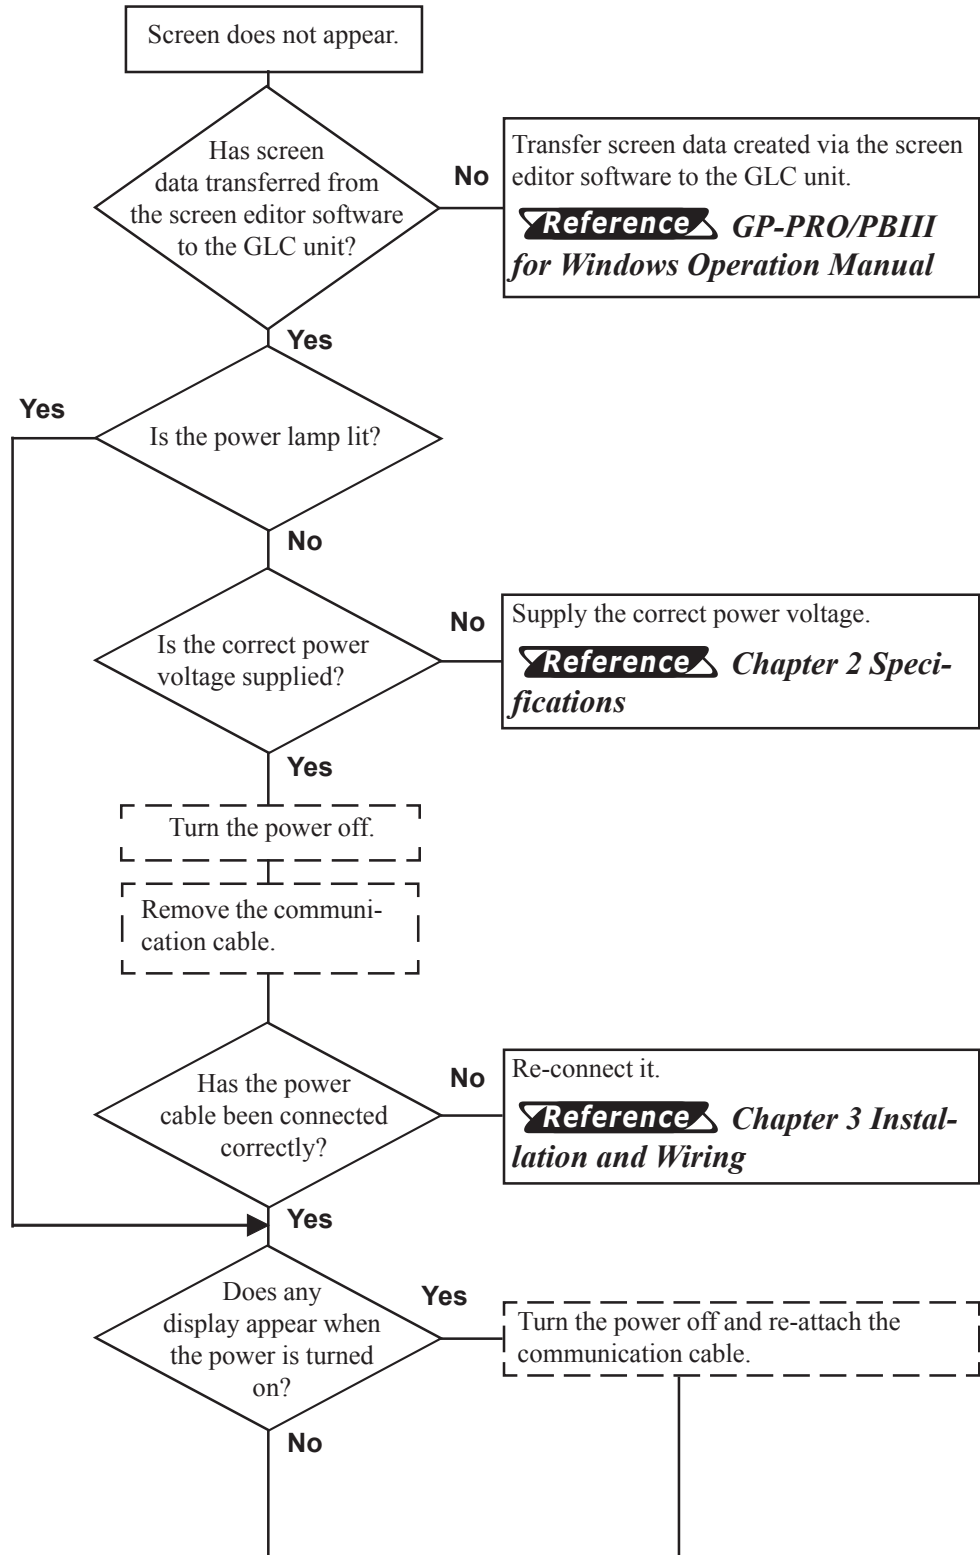 Screen does not appear.
Has screen
data transferred from
the screen editor software
to the GLC unit?
No
Transfer screen data created via the screen
editor software to the GLC unit.
Reference GP-PRO/PBIII
for Windows Operation Manual
Yes
Yes
Is the power lamp lit?
No
Is the correct power
voltage supplied?
No
Supply the correct power voltage.
Reference Chapter 2 Speci-
fications
Yes
Turn the power off.
Remove the communi-
cation cable.
Has the power
cable been connected
correctly?
No
Re-connect it.
Reference Chapter 3 Instal-
lation and Wiring
Yes
Does any
display appear when
the power is turned
on?
Yes
Turn the power off and re-attach the
communication cable.
No